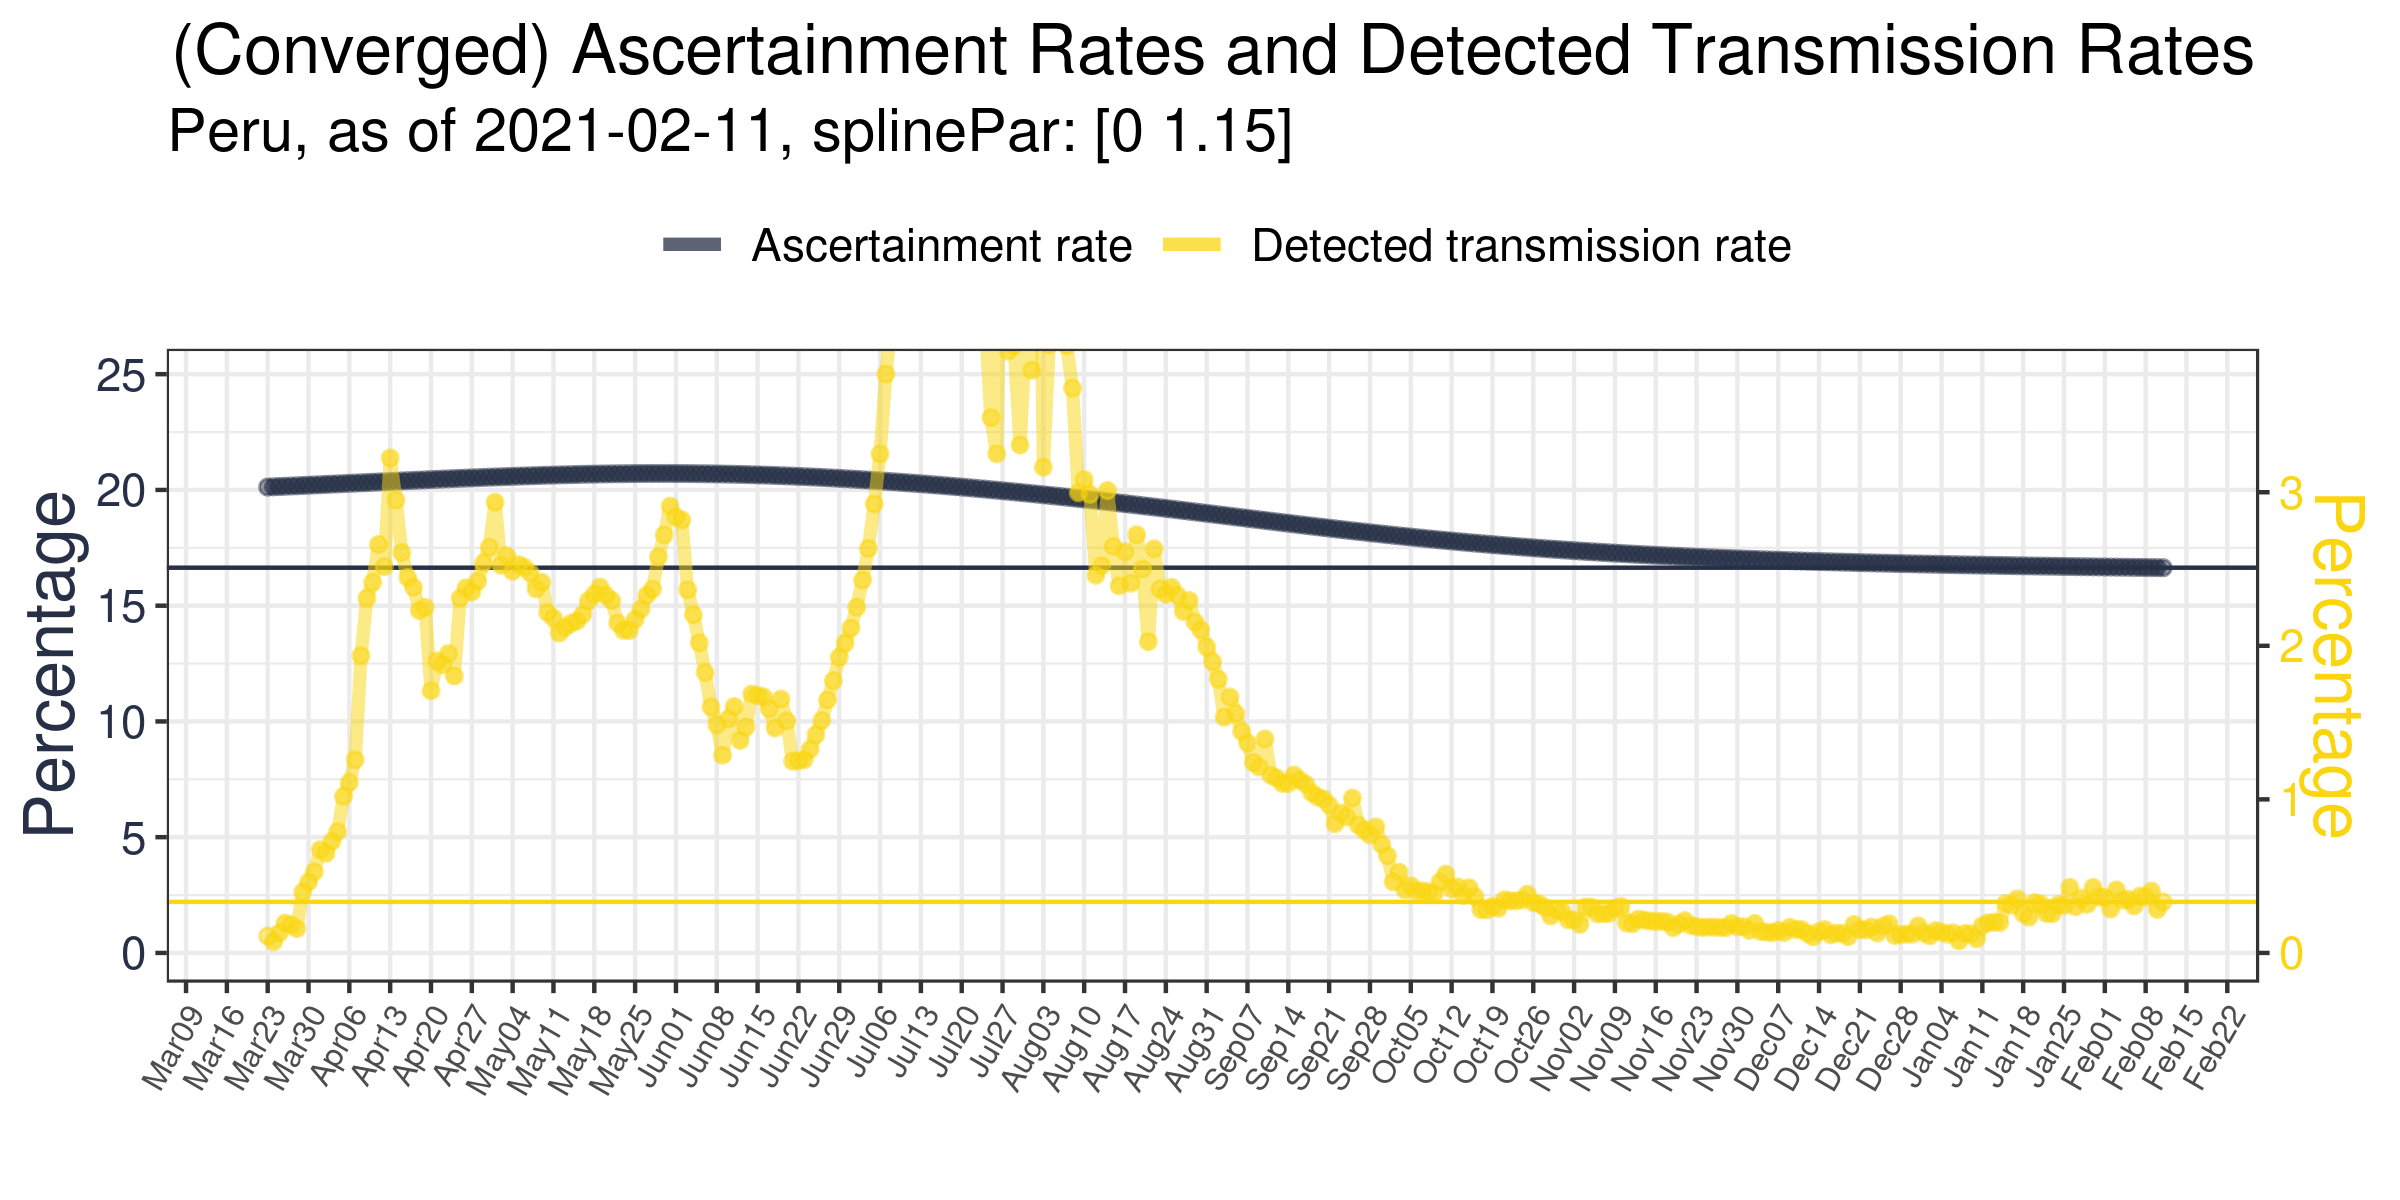 (Converged) Ascertainment Rates and Detected Transmission Rates
Peru, as of 2021-02-11, splinePar: [0 1.15]
Ascertainment rate
Detected transmission rate
Percentage
25
20
15
10
5
0
3
2
1
0
Percentage
Mar09
Mar16
Mar23
Mar30
Apr06
Apr13
Apr20
Apr27
May04
May11
May18
May25
Jun01
Jun08
Jun15
Jun22
Jun29
Jul06
Jul13
Jul20
Jul27
Aug03
Aug10
Aug17
Aug24
Aug31
Sep07
Sep14
Sep21
Sep28
Oct05
Oct12
Oct19
Oct26
Nov02
Nov09
Nov16
Nov23
Nov30
Dec07
Dec14
Dec21
Dec28
Jan04
Jan11
Jan18
Jan25
Feb01
Feb08
Feb15
Feb22